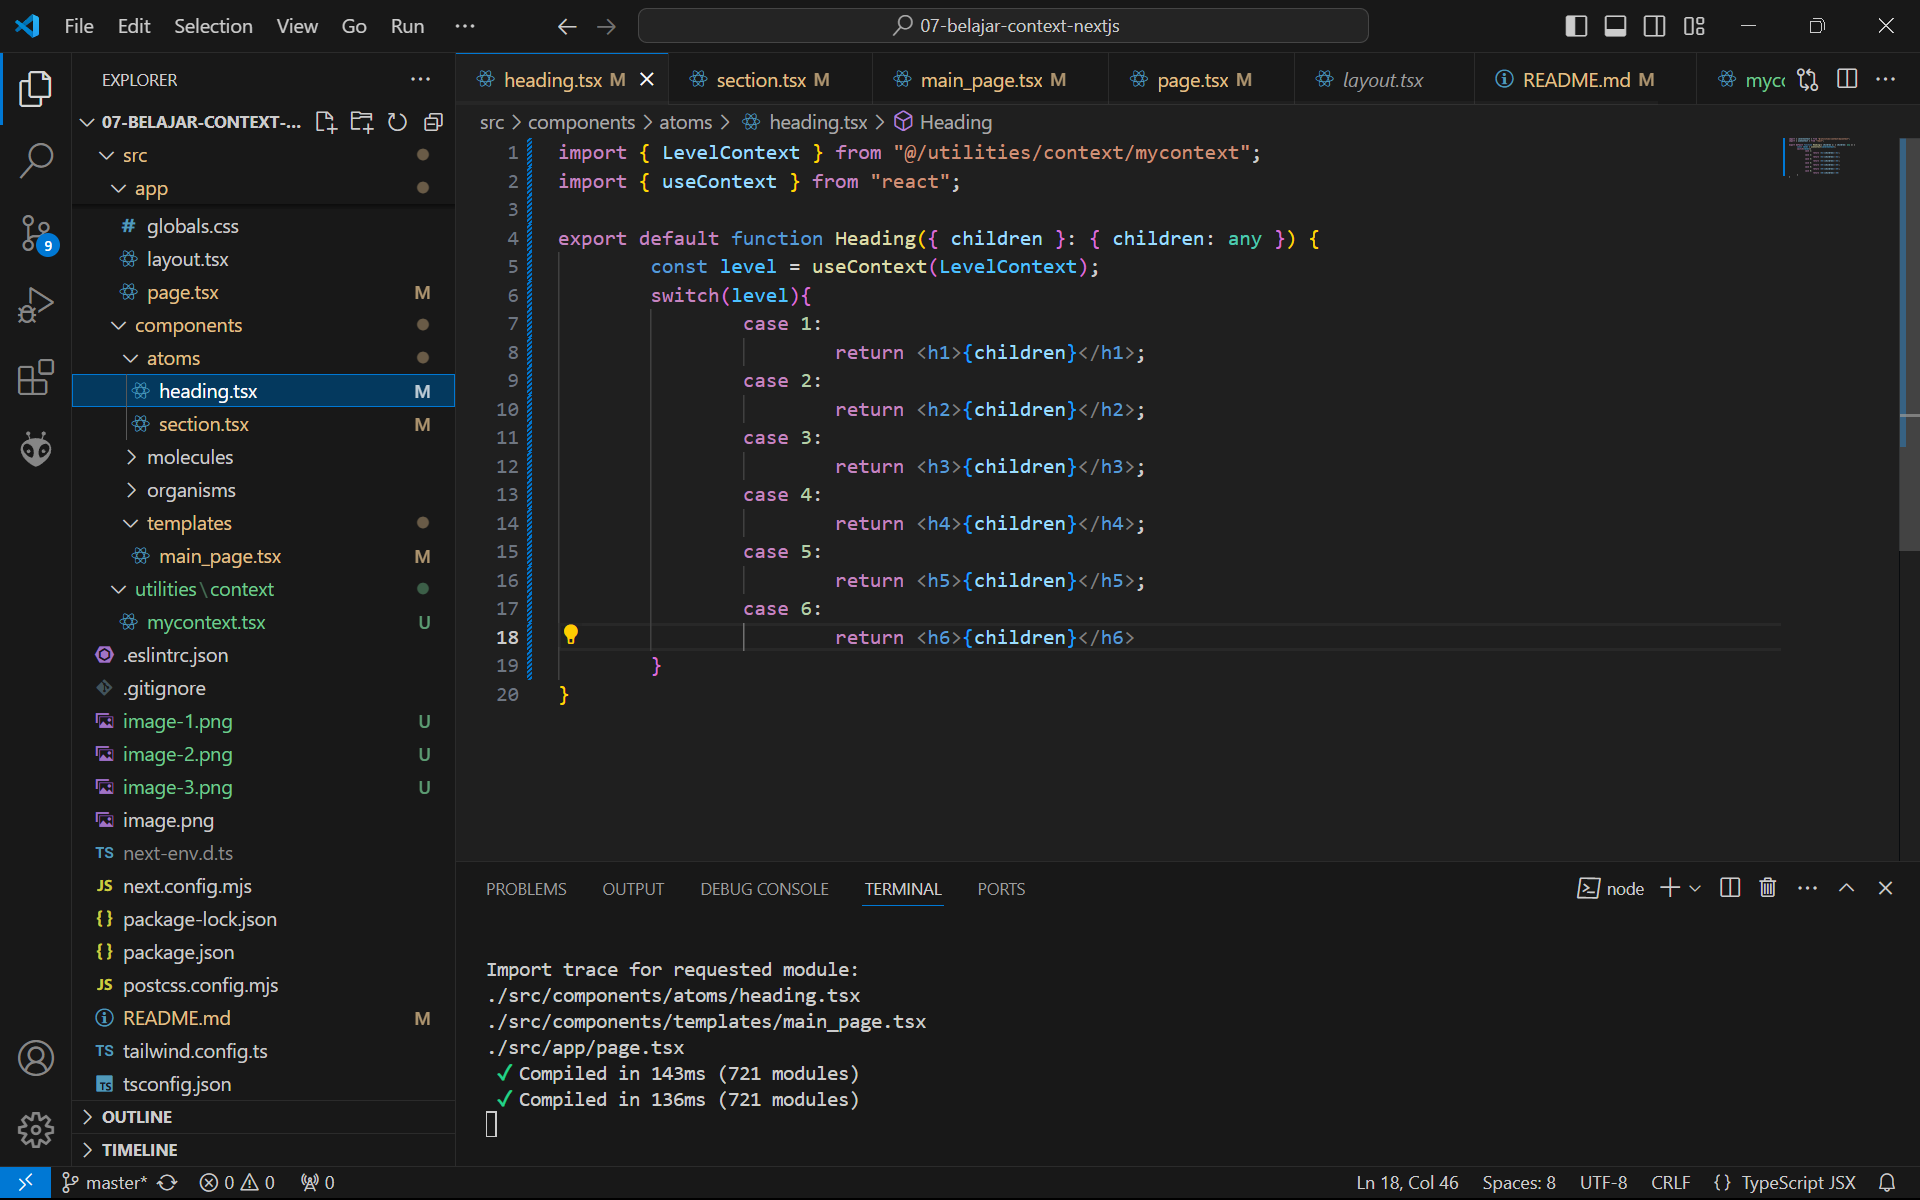 File Edit Selection View Go Run ··· 07-belajar-context-nextjs
EXPLORER ···
07-BELAJAR-CONTEXT-...
src
app
globals.css
layout.tsx
page.tsx M
components
atoms
heading.tsx M
section.tsx M
molecules
organisms
templates
main_page.tsx M
utilities\context
mycontext.tsx U
.eslintrc.json
.gitignore
image-1.png U
image-2.png U
image-3.png U
image.png
TS next-env.d.ts
JS next.config.mjs
{} package-lock.json
{} package.json
JS postcss.config.mjs
README.md M
TS tailwind.config.ts
TS tsconfig.json
OUTLINE
TIMELINE
9
heading.tsx M section.tsx M main_page.tsx M page.tsx M layout.tsx README.md M myco
src > components > atoms > heading.tsx > Heading
1 import { LevelContext } from "@/utilities/context/mycontext";
2 import { useContext } from "react";
3
4 export default function Heading({ children }: { children: any }) {
5 const level = useContext(LevelContext);
6 switch(level){
7 case 1:
8 return <h1>{children}</h1>;
9 case 2:
10 return <h2>{children}</h2>;
11 case 3:
12 return <h3>{children}</h3>;
13 case 4:
14 return <h4>{children}</h4>;
15 case 5:
16 return <h5>{children}</h5>;
17 case 6:
18 return <h6>{children}</h6>
19 }
20 }
PROBLEMS OUTPUT DEBUG CONSOLE TERMINAL PORTS node
Import trace for requested module:
./src/components/atoms/heading.tsx
./src/components/templates/main_page.tsx
./src/app/page.tsx
✓ Compiled in 143ms (721 modules)
✓ Compiled in 136ms (721 modules)
master* 0 0 0 Ln 18, Col 46 Spaces: 8 UTF-8 CRLF {} TypeScript JSX